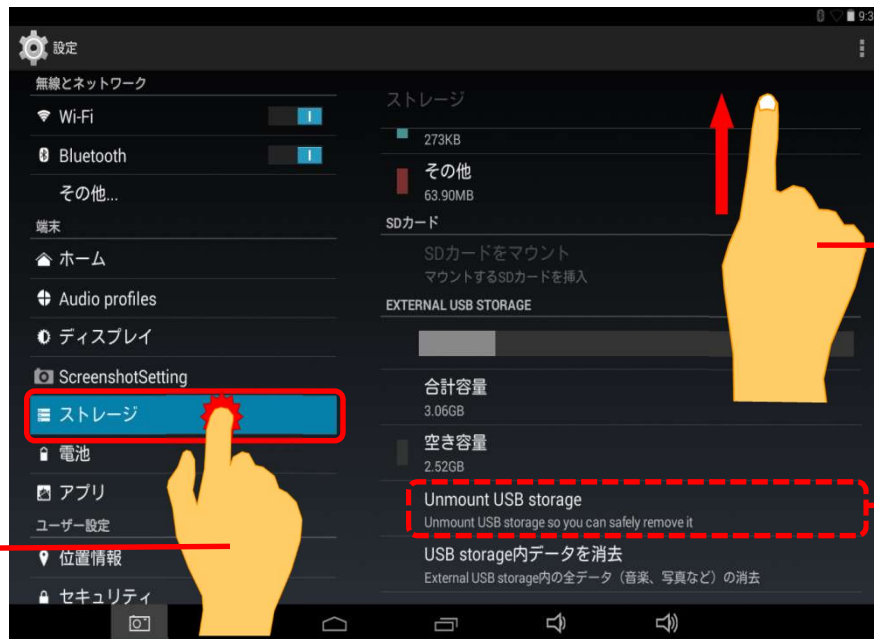 9:3
設定
無線とネットワーク
Wi-Fi
Bluetooth
その他...
端末
ホーム
Audio profiles
ディスプレイ
ScreenshotSetting
ストレージ
電池
アプリ
ユーザー設定
位置情報
セキュリティ
ストレージ
273KB
その他
63.90MB
SDカード
SDカードをマウント
マウントするSDカードを挿入
EXTERNAL USB STORAGE
合計容量
3.06GB
空き容量
2.52GB
Unmount USB storage
Unmount USB storage so you can safely remove it
USB storage内データを消去
External USB storage内の全データ（音楽、写真など）の消去